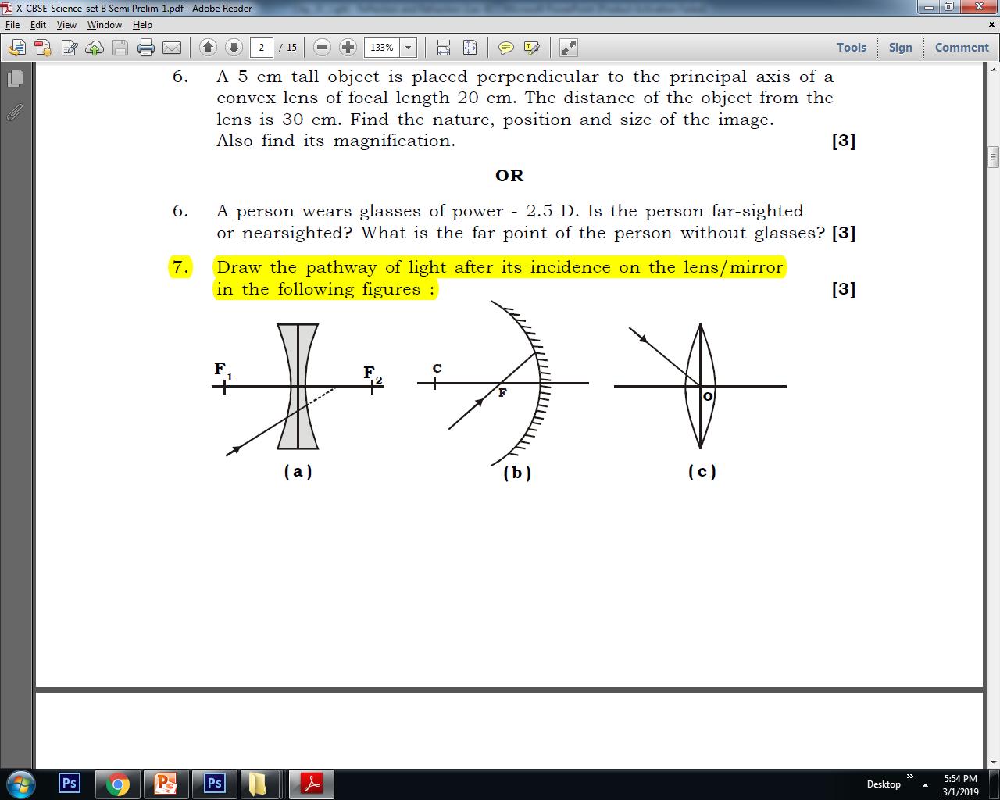 X_CBSE_Science_set B Semi Prelim-1.pdf - Adobe Reader
File Edit View Window Help
2 / 15 133% Tools Sign Comment
6. A 5 cm tall object is placed perpendicular to the principal axis of a
convex lens of focal length 20 cm. The distance of the object from the
lens is 30 cm. Find the nature, position and size of the image.
Also find its magnification. [3]
OR
6. A person wears glasses of power - 2.5 D. Is the person far-sighted
or nearsighted? What is the far point of the person without glasses? [3]
7. Draw the pathway of light after its incidence on the lens/mirror
in the following figures : [3]
F1 F2 C F O
(a) (b) (c)
Ps Ps
Desktop »
5:54 PM
3/1/2019